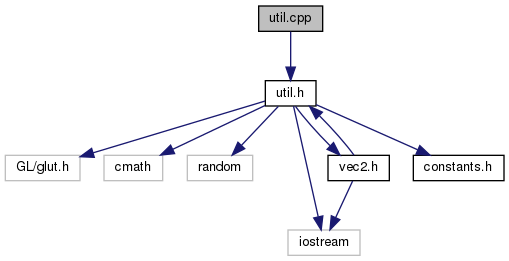 util.cpp
util.h
GL/glut.h
cmath
random
vec2.h
constants.h
iostream